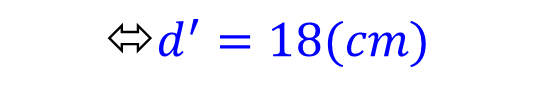 ⇔d′ = 18(cm)